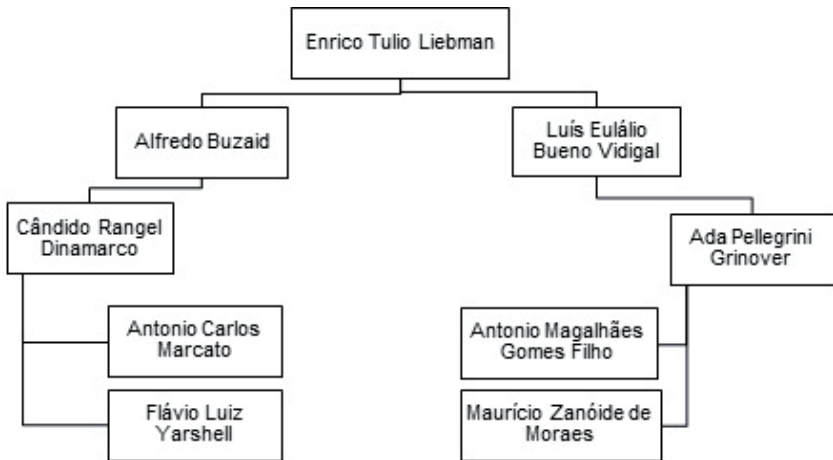 Enrico Tulio Liebman
Alfredo Buzaid
Luís Eulálio
Bueno Vidigal
Cândido Rangel
Dinamarco
Ada Pellegrini
Grinover
Antonio Carlos
Marcato
Antonio Magalhães
Gomes Filho
Flávio Luiz
Yarshell
Maurício Zanóide de
Moraes